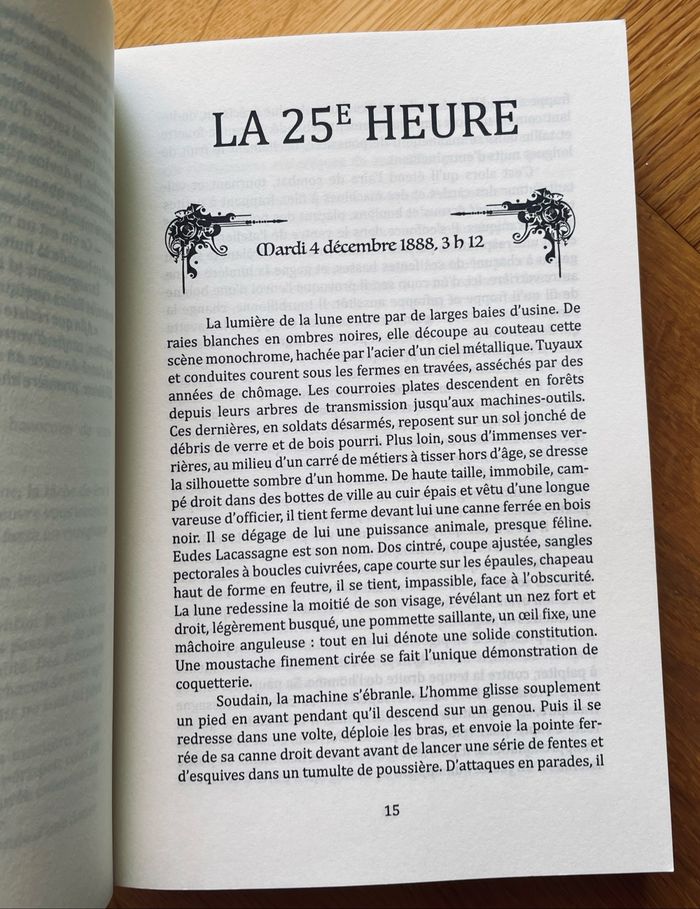 LA 25E HEURE
Mardi 4 décembre 1888, 3 h 12
La lumière de la lune entre par de larges baies d’usine. De
raies blanches en ombres noires, elle découpe au couteau cette
scène monochrome, hachée par l’acier d’un ciel métallique. Tuyaux
et conduites courent sous les fermes en travées, asséchés par des
années de chômage. Les courroies plates descendent en forêts
depuis leurs arbres de transmission jusqu’aux machines-outils.
Ces dernières, en soldats désarmés, reposent sur un sol jonché de
débris de verre et de bois pourri. Plus loin, sous d’immenses ver-
rières, au milieu d’un carré de métiers à tisser hors d’âge, se dresse
la silhouette sombre d’un homme. De haute taille, immobile, cam-
pé droit dans des bottes de ville au cuir épais et vêtu d’une longue
vareuse d’officier, il tient ferme devant lui une canne ferrée en bois
noir. Il se dégage de lui une puissance animale, presque féline.
Eudes Lacassagne est son nom. Dos cintré, coupe ajustée, sangles
pectorales à boucles cuivrées, cape courte sur les épaules, chapeau
haut de forme en feutre, il se tient, impassible, face à l’obscurité.
La lune redessine la moitié de son visage, révélant un nez fort et
droit, légèrement busqué, une pommette saillante, un œil fixe, une
mâchoire anguleuse : tout en lui dénote une solide constitution.
Une moustache finement cirée se fait l’unique démonstration de
coquetterie.
Soudain, la machine s’ébranle. L’homme glisse souplement
un pied en avant pendant qu’il descend sur un genou. Puis il se
redresse dans une volte, déploie les bras, et envoie la pointe fer-
rée de sa canne droit devant avant de lancer une série de fentes et
d’esquives dans un tumulte de poussière. D’attaques en parades, il
15